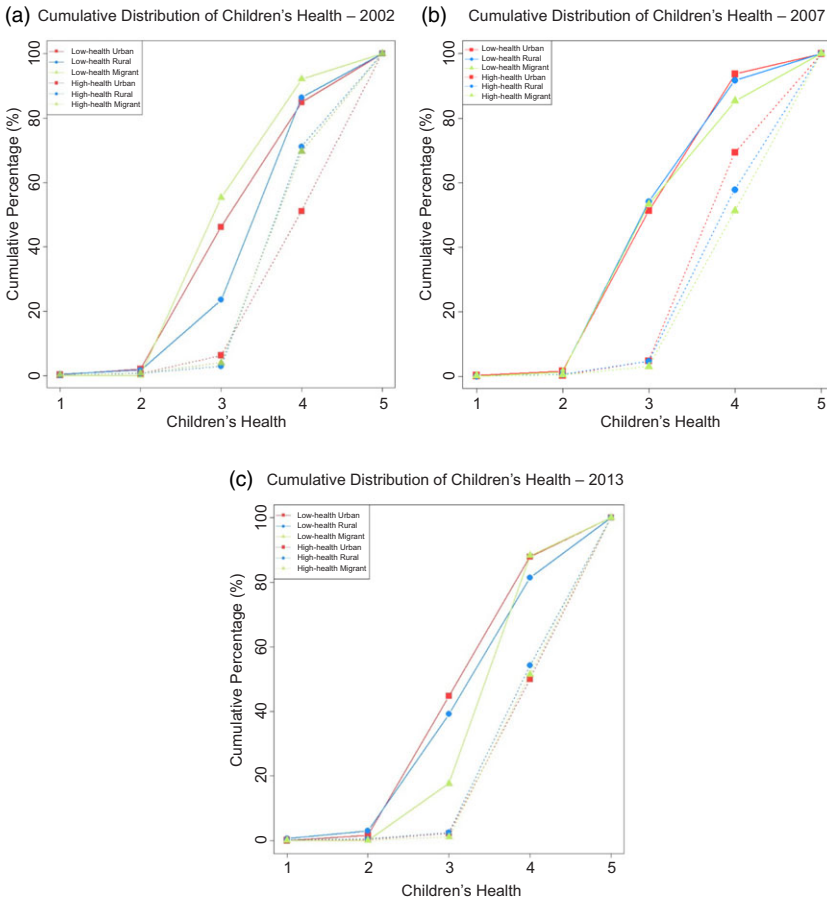 (a) Cumulative Distribution of Children's Health – 2002
Low-health Urban
Low-health Rural
Low-health Migrant
High-health Urban
High-health Rural
High-health Migrant
Cumulative Percentage (%)
100
80
60
40
20
0
1 2 3 4 5
Children's Health
(b) Cumulative Distribution of Children's Health – 2007
Low-health Urban
Low-health Rural
Low-health Migrant
High-health Urban
High-health Rural
High-health Migrant
Cumulative Percentage (%)
100
80
60
40
20
0
1 2 3 4 5
Children's Health
(c) Cumulative Distribution of Children's Health – 2013
Low-health Urban
Low-health Rural
Low-health Migrant
High-health Urban
High-health Rural
High-health Migrant
Cumulative Percentage (%)
100
80
60
40
20
0
1 2 3 4 5
Children's Health